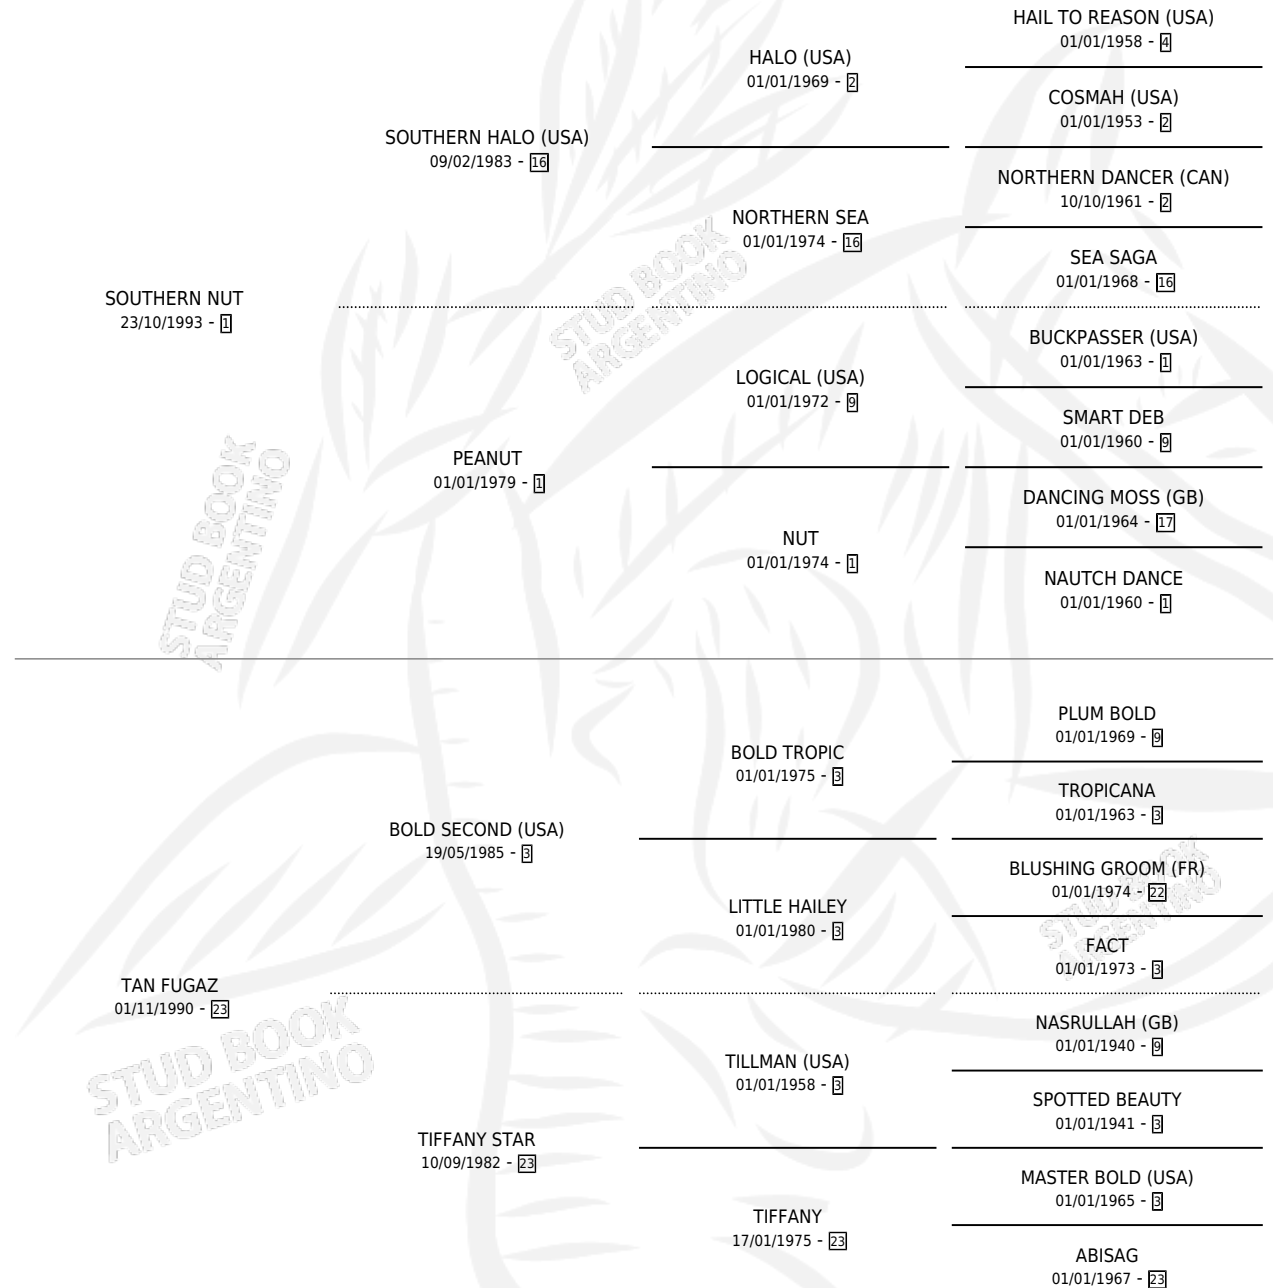 HAIL TO REASON (USA)
01/01/1958 - 4
HALO (USA)
01/01/1969 - 2
COSMAH (USA)
01/01/1953 - 2
SOUTHERN HALO (USA)
09/02/1983 - 16
NORTHERN DANCER (CAN)
10/10/1961 - 2
NORTHERN SEA
01/01/1974 - 16
SEA SAGA
01/01/1968 - 16
SOUTHERN NUT
23/10/1993 - 1
BUCKPASSER (USA)
01/01/1963 - 1
LOGICAL (USA)
01/01/1972 - 9
SMART DEB
01/01/1960 - 9
PEANUT
01/01/1979 - 1
DANCING MOSS (GB)
01/01/1964 - 17
NUT
01/01/1974 - 1
NAUTCH DANCE
01/01/1960 - 1
STUD BOOK
ARGENTINO
STUD BOOK
ARGENTINO
PLUM BOLD
01/01/1969 - 9
BOLD TROPIC
01/01/1975 - 3
TROPICANA
01/01/1963 - 3
BOLD SECOND (USA)
19/05/1985 - 3
BLUSHING GROOM (FR)
01/01/1974 - 22
LITTLE HAILEY
01/01/1980 - 3
FACT
01/01/1973 - 3
TAN FUGAZ
01/11/1990 - 23
NASRULLAH (GB)
01/01/1940 - 9
TILLMAN (USA)
01/01/1958 - 3
SPOTTED BEAUTY
01/01/1941 - 3
TIFFANY STAR
10/09/1982 - 23
MASTER BOLD (USA)
01/01/1965 - 3
TIFFANY
17/01/1975 - 23
ABISAG
01/01/1967 - 23
STUD BOOK
ARGENTINO
STUD BOOK
ARGENTINO